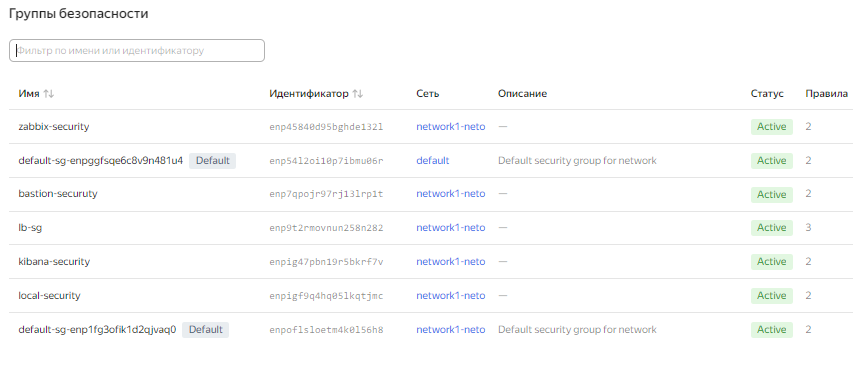 Группы безопасности
Фильтр по имени или идентификатору
Имя Идентификатор Сеть Описание Статус Правила
zabbix-security enp45840d95bghde132l network1-neto — Active 2
default-sg-enpggfsqe6c8v9n481u4 Default enp54l2oi10p7ibmu06r default Default security group for network Active 2
bastion-securuty enp7qpojr97rj13lrp1t network1-neto — Active 2
lb-sg enp9t2rmovnun258n282 network1-neto — Active 3
kibana-security enpig47pbn19r5bkrf7v network1-neto — Active 2
local-security enpigf9q4hq05lkqtjmc network1-neto — Active 2
default-sg-enp1fg3ofik1d2qjvaq0 Default enpoflsloetm4k0l56h8 network1-neto Default security group for network Active 2